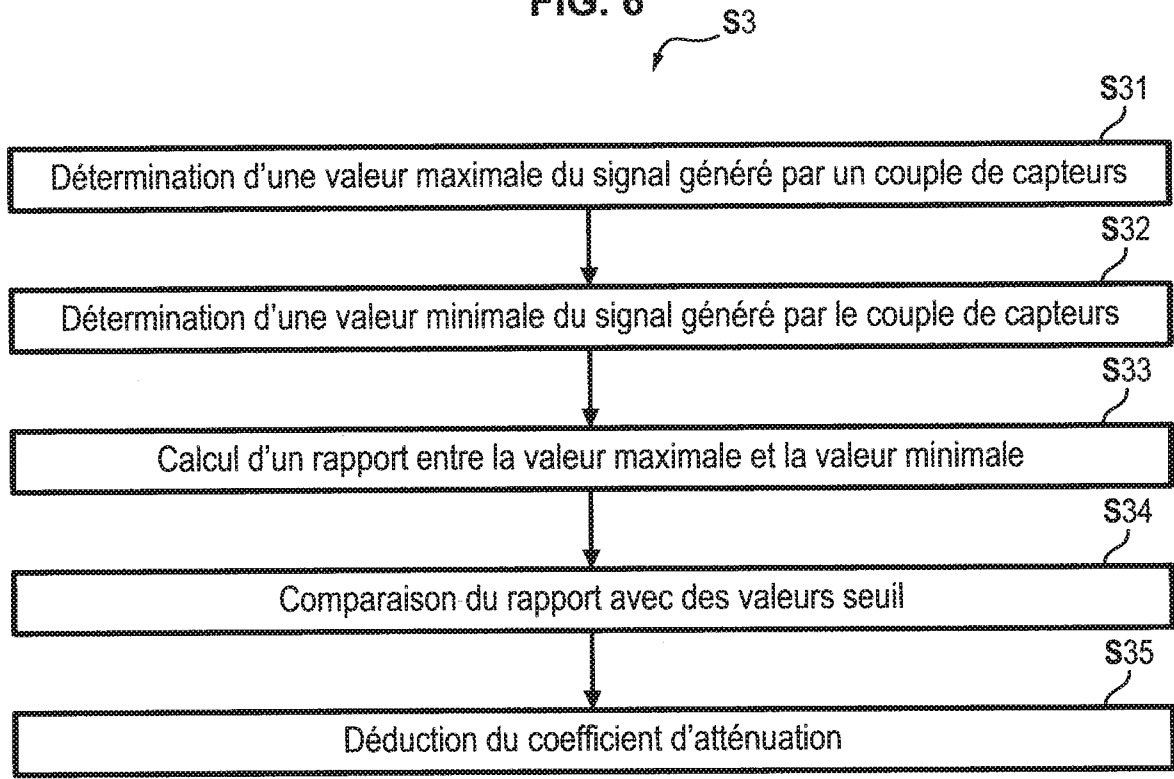 FIG. 6
S3
S31
Détermination d'une valeur maximale du signal généré par un couple de capteurs
S32
Détermination d'une valeur minimale du signal généré par le couple de capteurs
S33
Calcul d'un rapport entre la valeur maximale et la valeur minimale
S34
Comparaison du rapport avec des valeurs seuil
S35
Déduction du coefficient d'atténuation